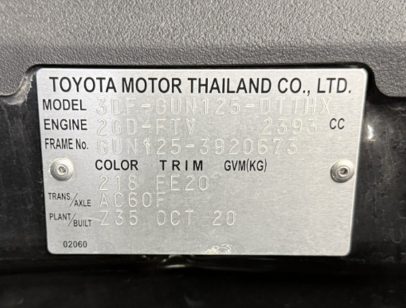 TOYOTA MOTOR THAILAND CO., LTD.
MODEL 3DF-GUN125-DTTHX
ENGINE 2GD-FTV 2393 CC
FRAME No. GUN125-3920673
COLOR TRIM GVM(KG)
218 EE20
TRANS/AXLE AC60F
PLANT/BUILT Z35 OCT 20
02060